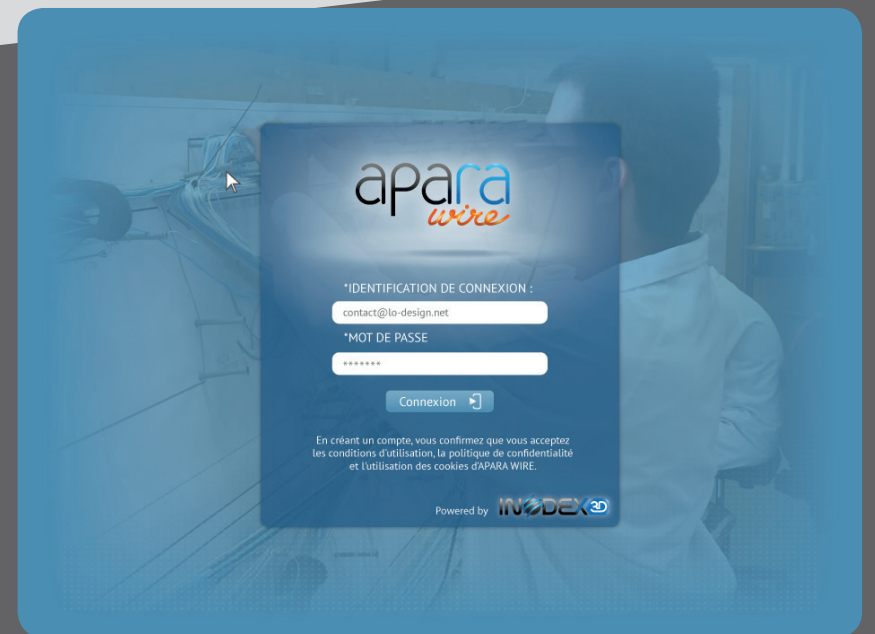 apara
wire
*IDENTIFICATION DE CONNEXION :
contact@lo-design.net
*MOT DE PASSE
*******
Connexion
En créant un compte, vous confirmez que vous acceptez
les conditions d'utilisation, la politique de confidentialité
et l'utilisation des cookies d'APARA WIRE.
Powered by INODEX 3D